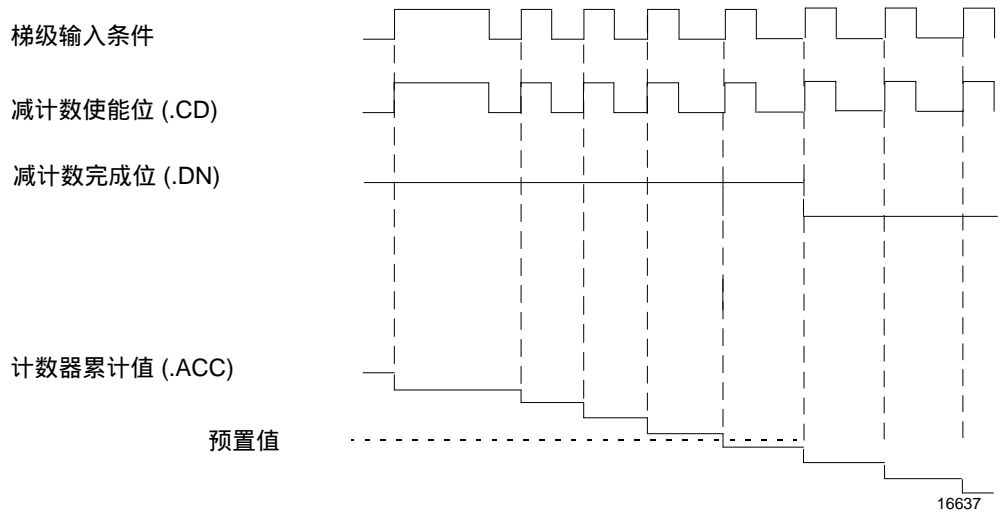 梯级输入条件
减计数使能位 (.CD)
减计数完成位 (.DN)
计数器累计值 (.ACC)
预置值
16637